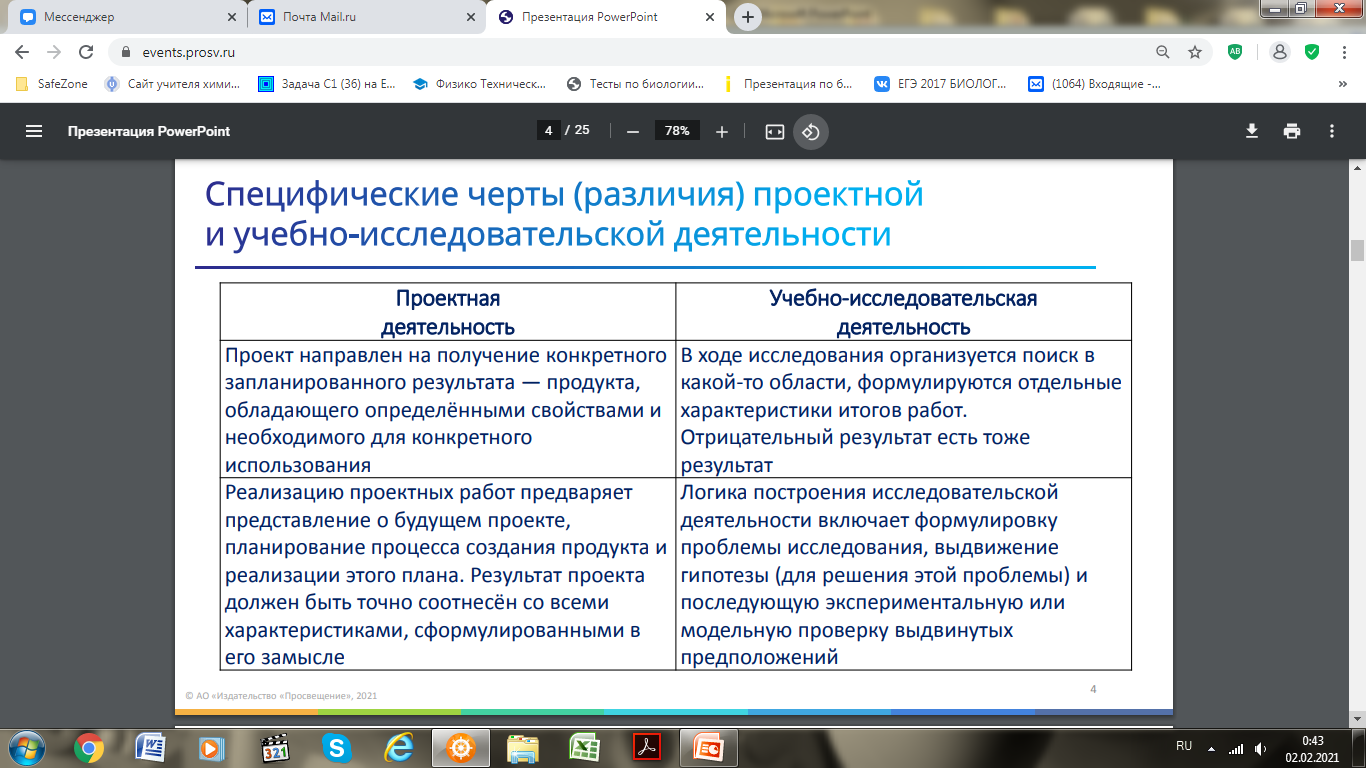 Мессенджер
Почта Mail.ru
Презентация PowerPoint
events.prosv.ru
SafeZone
Сайт учителя хими...
Задача С1 (36) на Е...
Физико Техническ...
Тесты по биологии...
Презентация по б...
ЕГЭ 2017 БИОЛОГ...
(1064) Входящие -...
»
Презентация PowerPoint
4 / 25
78%
Специфические черты (различия) проектной
и учебно-исследовательской деятельности
Проектная
деятельность
Учебно-исследовательская
деятельность
Проект направлен на получение конкретного
запланированного результата — продукта,
обладающего определёнными свойствами и
необходимого для конкретного
использования
В ходе исследования организуется поиск в
какой-то области, формулируются отдельные
характеристики итогов работ.
Отрицательный результат есть тоже
результат
Реализацию проектных работ предваряет
представление о будущем проекте,
планирование процесса создания продукта и
реализации этого плана. Результат проекта
должен быть точно соотнесён со всеми
характеристиками, сформулированными в
его замысле
Логика построения исследовательской
деятельности включает формулировку
проблемы исследования, выдвижение
гипотезы (для решения этой проблемы) и
последующую экспериментальную или
модельную проверку выдвинутых
предположений
© АО «Издательство «Просвещение», 2021
4
RU
0:43
02.02.2021